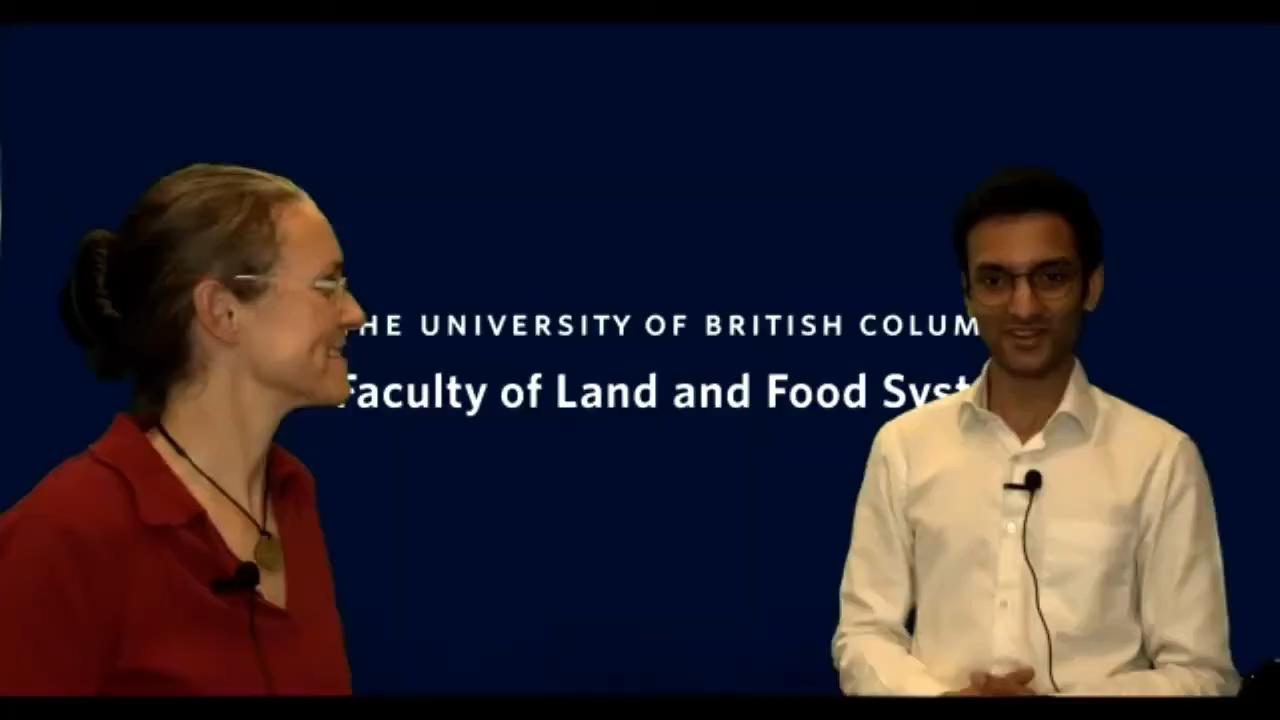 HE UNIVERSITY OF BRITISH COLUM
Faculty of Land and Food Syst